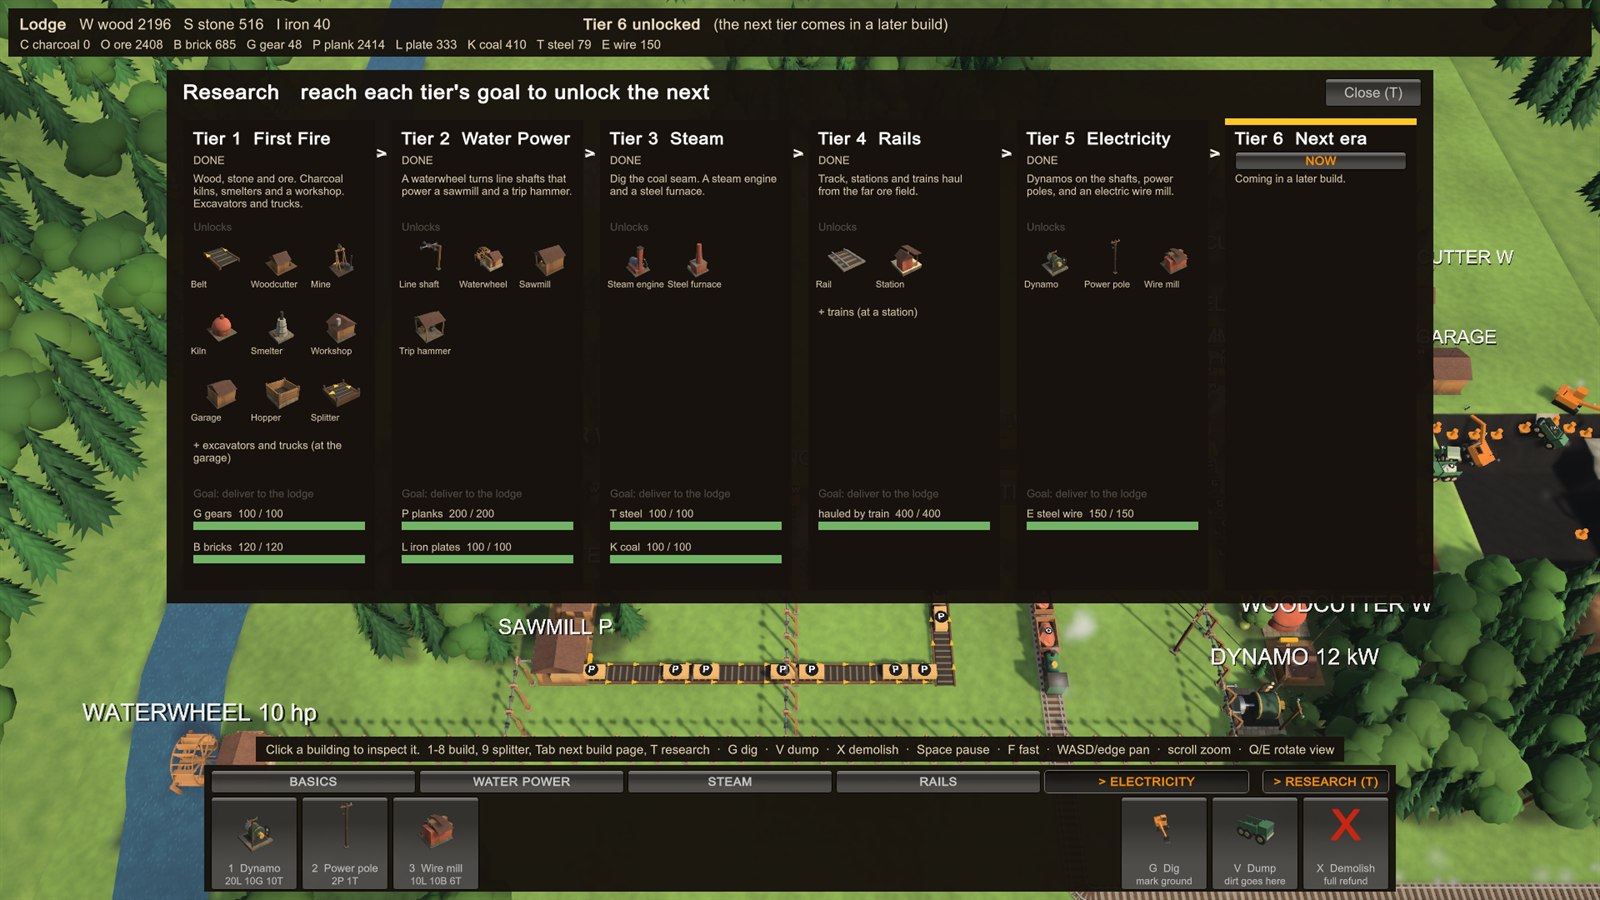 Lodge W wood 2196 S stone 516 I iron 40
Tier 6 unlocked (the next tier comes in a later build)
C charcoal 0 O ore 2408 B brick 685 G gear 48 P plank 2414 L plate 333 K coal 410 T steel 79 E wire 150
Research reach each tier's goal to unlock the next
Close (T)
Tier 1 First Fire
DONE
Wood, stone and ore. Charcoal
kilns, smelters and a workshop.
Excavators and trucks.
Unlocks
Belt Woodcutter Mine
Kiln Smelter Workshop
Garage Hopper Splitter
+ excavators and trucks (at the
garage)
Goal: deliver to the lodge
G gears 100 / 100
B bricks 120 / 120
>
Tier 2 Water Power
DONE
A waterwheel turns line shafts that
power a sawmill and a trip hammer.
Unlocks
Line shaft Waterwheel Sawmill
Trip hammer
Goal: deliver to the lodge
P planks 200 / 200
L iron plates 100 / 100
>
Tier 3 Steam
DONE
Dig the coal seam. A steam engine
and a steel furnace.
Unlocks
Steam engine Steel furnace
Goal: deliver to the lodge
T steel 100 / 100
K coal 100 / 100
>
Tier 4 Rails
DONE
Track, stations and trains haul
from the far ore field.
Unlocks
Rail Station
+ trains (at a station)
Goal: deliver to the lodge
hauled by train 400 / 400
>
Tier 5 Electricity
DONE
Dynamos on the shafts, power
poles, and an electric wire mill.
Unlocks
Dynamo Power pole Wire mill
Goal: deliver to the lodge
E steel wire 150 / 150
>
Tier 6 Next era
NOW
Coming in a later build.
UTTER W
ARAGE
WOODCUTTER W
SAWMILL P
P P P P P P P P
DYNAMO 12 kW
WATERWHEEL 10 hp
Click a building to inspect it. 1-8 build, 9 splitter, Tab next build page, T research · G dig · V dump · X demolish · Space pause · F fast · WASD/edge pan · scroll zoom · Q/E rotate view
BASICS
WATER POWER
STEAM
RAILS
> ELECTRICITY
> RESEARCH (T)
1 Dynamo
20L 10G 10T
2 Power pole
2P 1T
3 Wire mill
10L 10B 6T
G Dig
mark ground
V Dump
dirt goes here
X
X Demolish
full refund